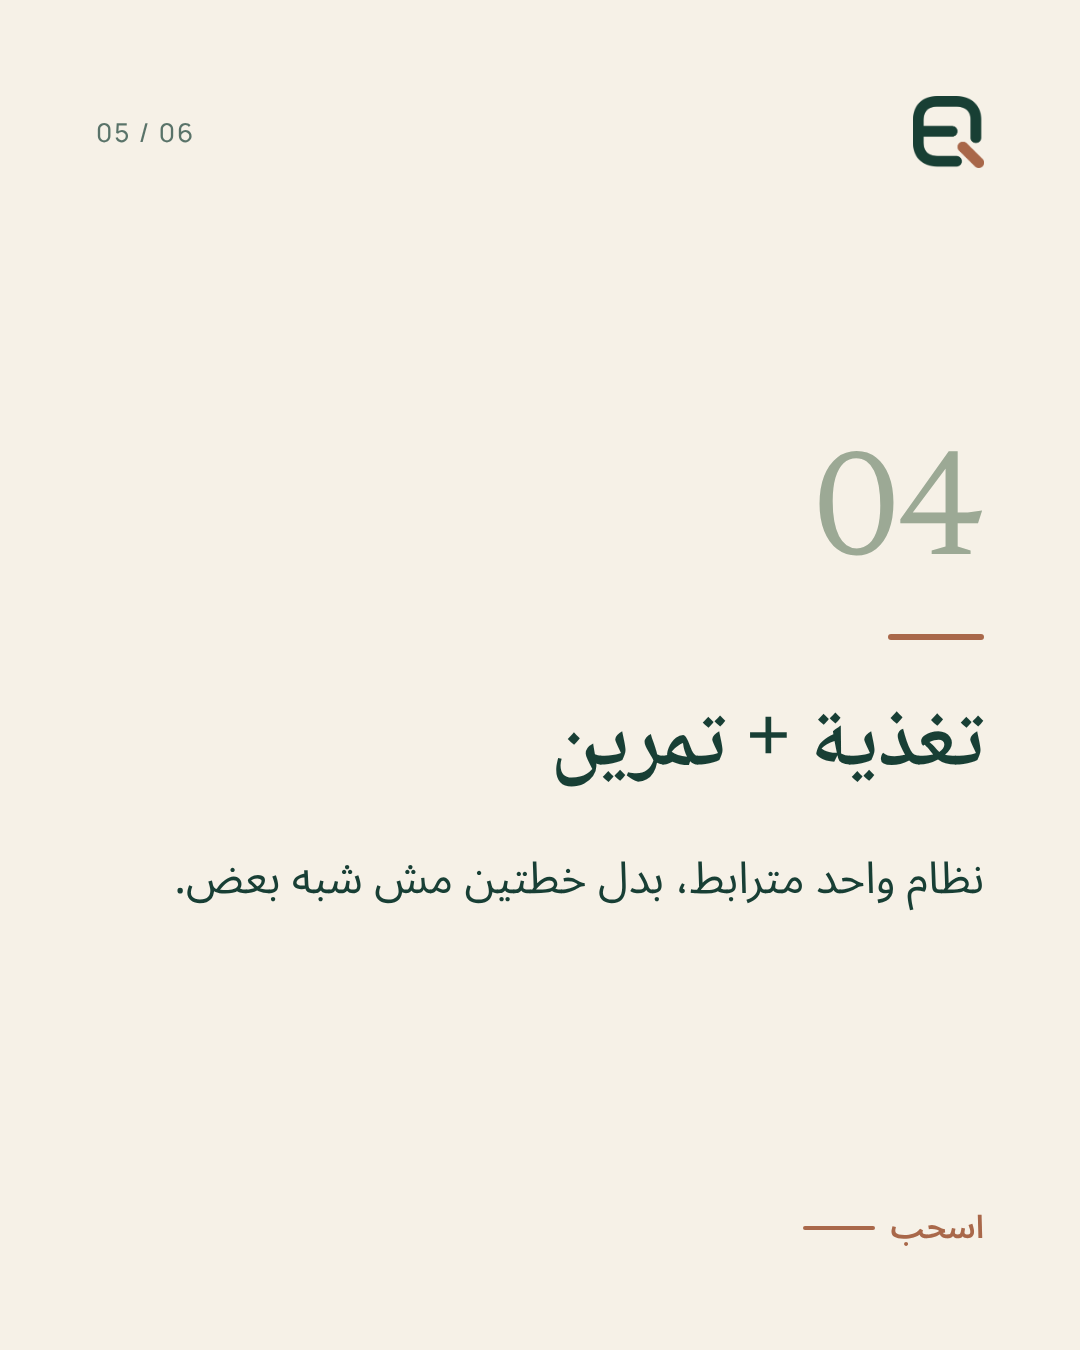 05 / 06
04
تغذية + تمرين
نظام واحد مترابط، بدل خطتين مش شبه بعض.
اسحب